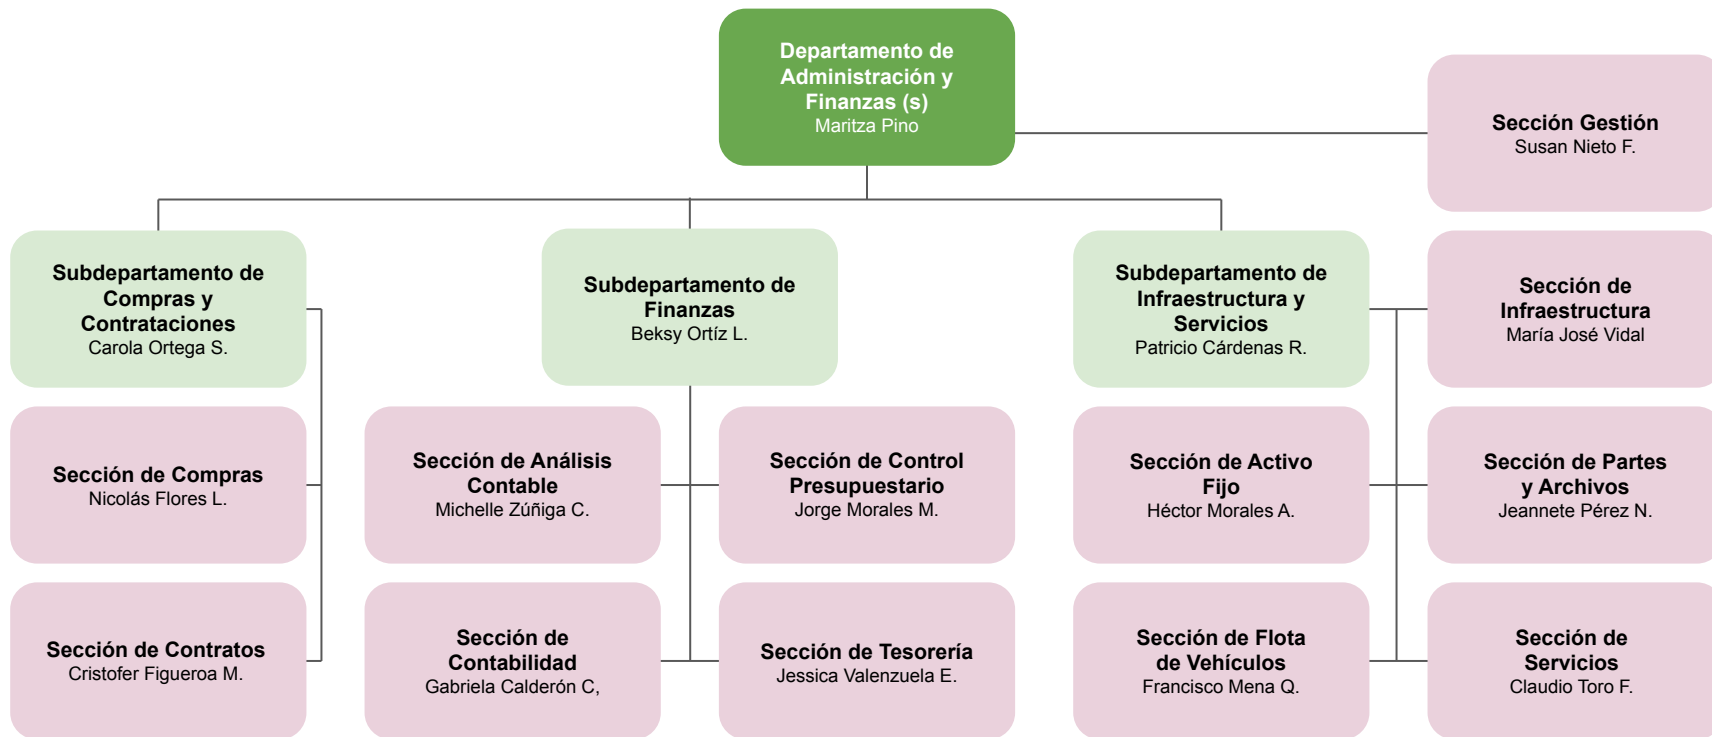 Departamento de
Administración y
Finanzas (s)
Maritza Pino
Sección Gestión
Susan Nieto F.
Subdepartamento de
Compras y
Contrataciones
Carola Ortega S.
Subdepartamento de
Finanzas
Beksy Ortíz L.
Subdepartamento de
Infraestructura y
Servicios
Patricio Cárdenas R.
Sección de
Infraestructura
María José Vidal
Sección de Compras
Nicolás Flores L.
Sección de Análisis
Contable
Michelle Zúñiga C.
Sección de Control
Presupuestario
Jorge Morales M.
Sección de Activo
Fijo
Héctor Morales A.
Sección de Partes
y Archivos
Jeannete Pérez N.
Sección de Contratos
Cristofer Figueroa M.
Sección de
Contabilidad
Gabriela Calderón C,
Sección de Tesorería
Jessica Valenzuela E.
Sección de Flota
de Vehículos
Francisco Mena Q.
Sección de
Servicios
Claudio Toro F.